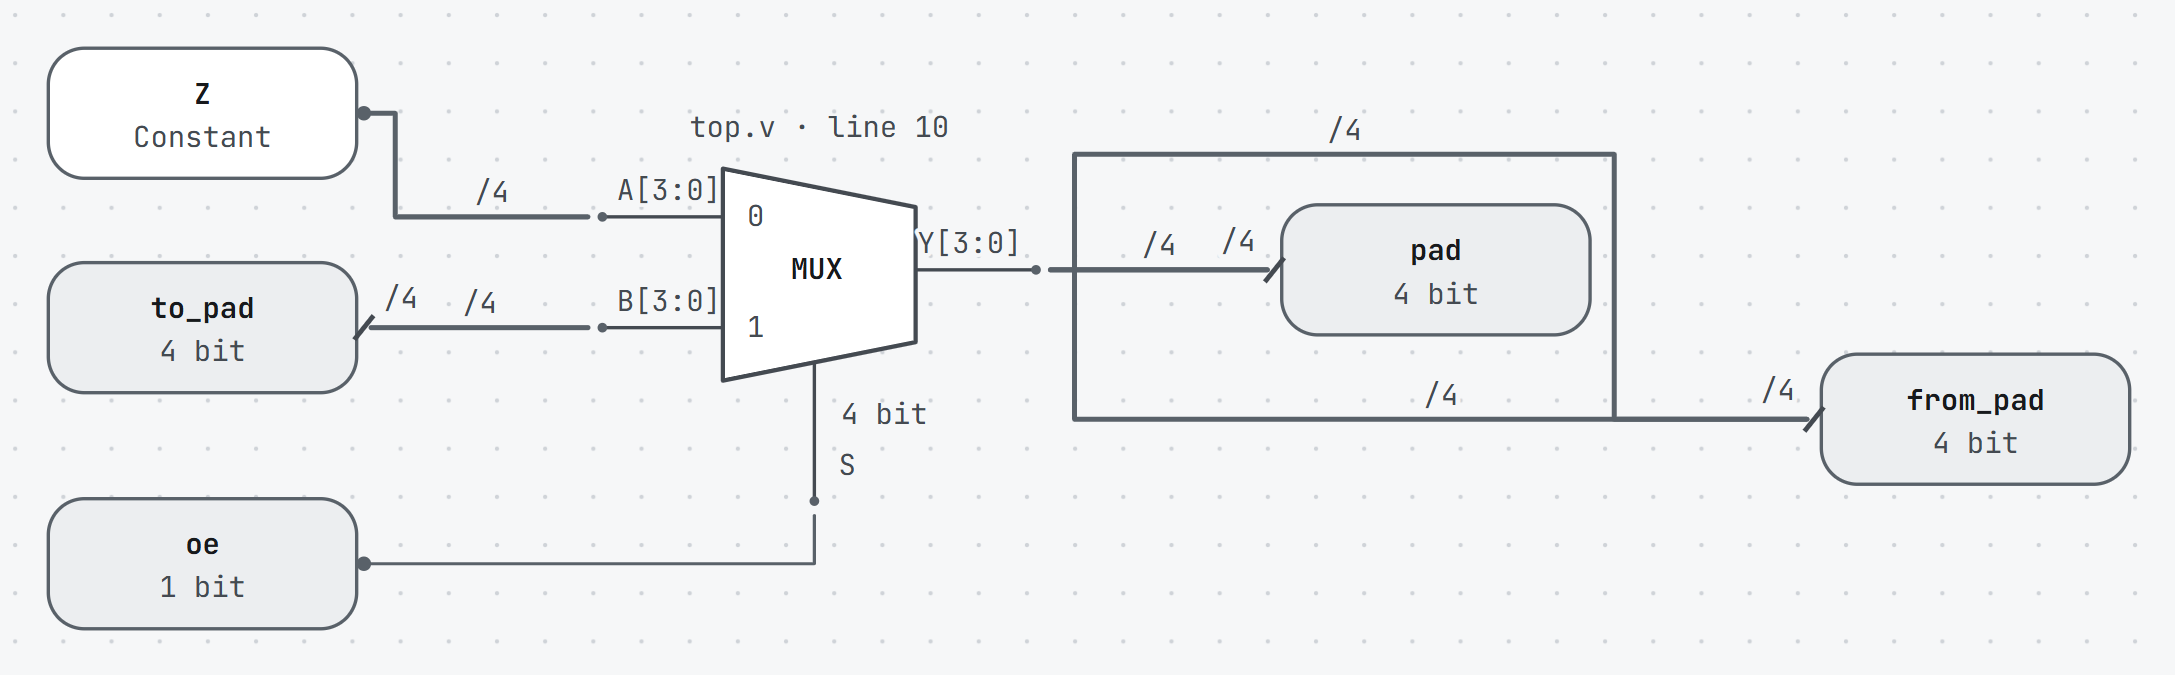 Z
Constant
top.v · line 10
/4
/4
A[3:0]
0
Y[3:0]
/4
/4
pad
4 bit
MUX
to_pad
4 bit
/4
/4
B[3:0]
1
4 bit
S
/4
/4
from_pad
4 bit
oe
1 bit